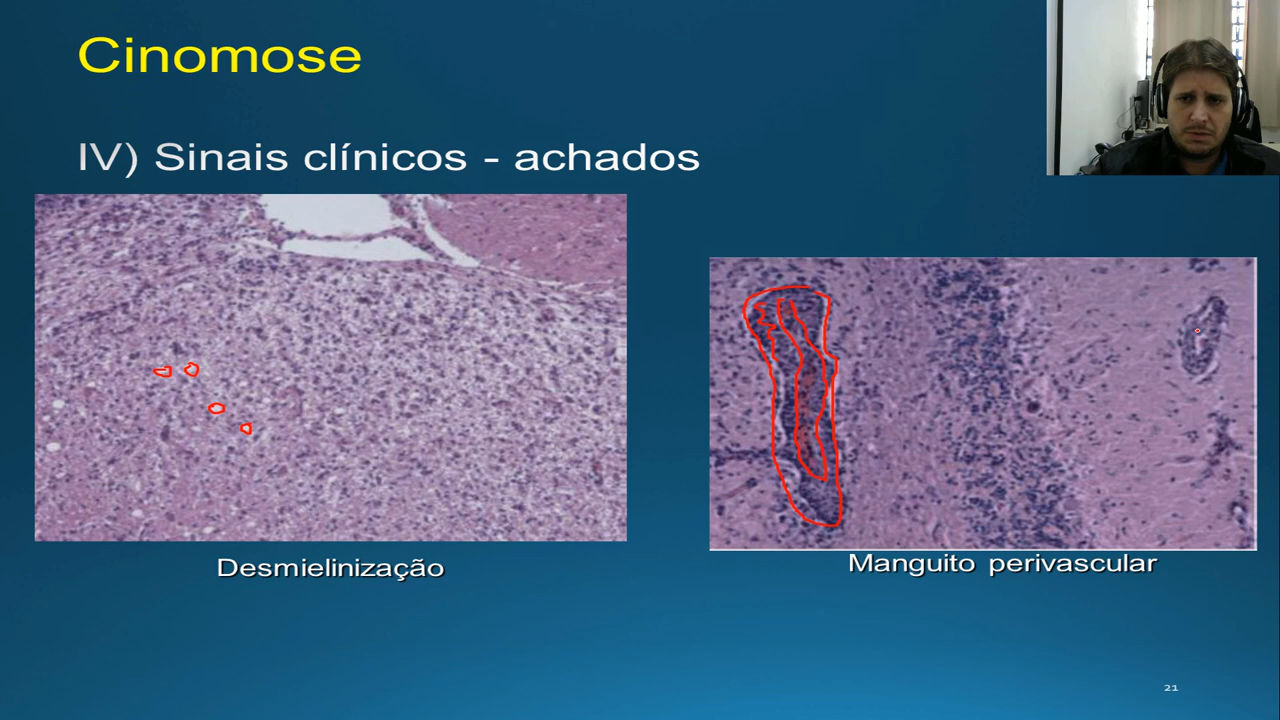 Cinomose
IV) Sinais clínicos - achados
Desmielinização
Manguito perivascular
21